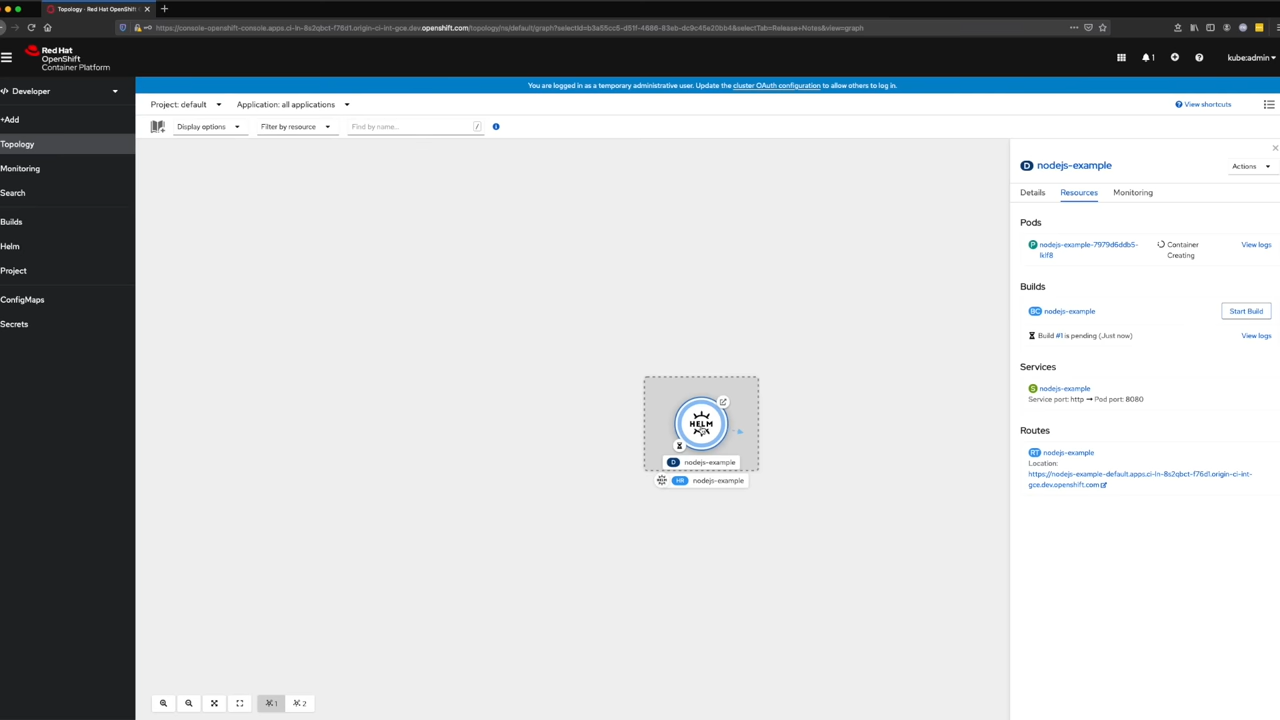 Topology · Red Hat OpenShift
https://console-openshift-console.apps.ci-ln-8s2qbct-f76d1.origin-ci-int-gce.dev.openshift.com/topology/ns/default/graph?selectId=b3a55cc5-d51f-4686-83eb-dc9c45e20bb4&selectTab=Release+Notes&view=graph
Red Hat
OpenShift
Container Platform
1
kube:admin
You are logged in as a temporary administrative user. Update the cluster OAuth configuration to allow others to log in.
Developer
+Add
Topology
Monitoring
Search
Builds
Helm
Project
ConfigMaps
Secrets
Project: default
Application: all applications
View shortcuts
Display options
Filter by resource
Find by name...
/
HELM
D nodejs-example
HELM HR nodejs-example
1
2
D nodejs-example
Actions
Details
Resources
Monitoring
Pods
P nodejs-example-7979d6ddb5-
lklf8
Container
Creating
View logs
Builds
BC nodejs-example
Start Build
Build #1 is pending (Just now)
View logs
Services
S nodejs-example
Service port: http → Pod port: 8080
Routes
RT nodejs-example
Location:
https://nodejs-example-default.apps.ci-ln-8s2qbct-f76d1.origin-ci-int-
gce.dev.openshift.com